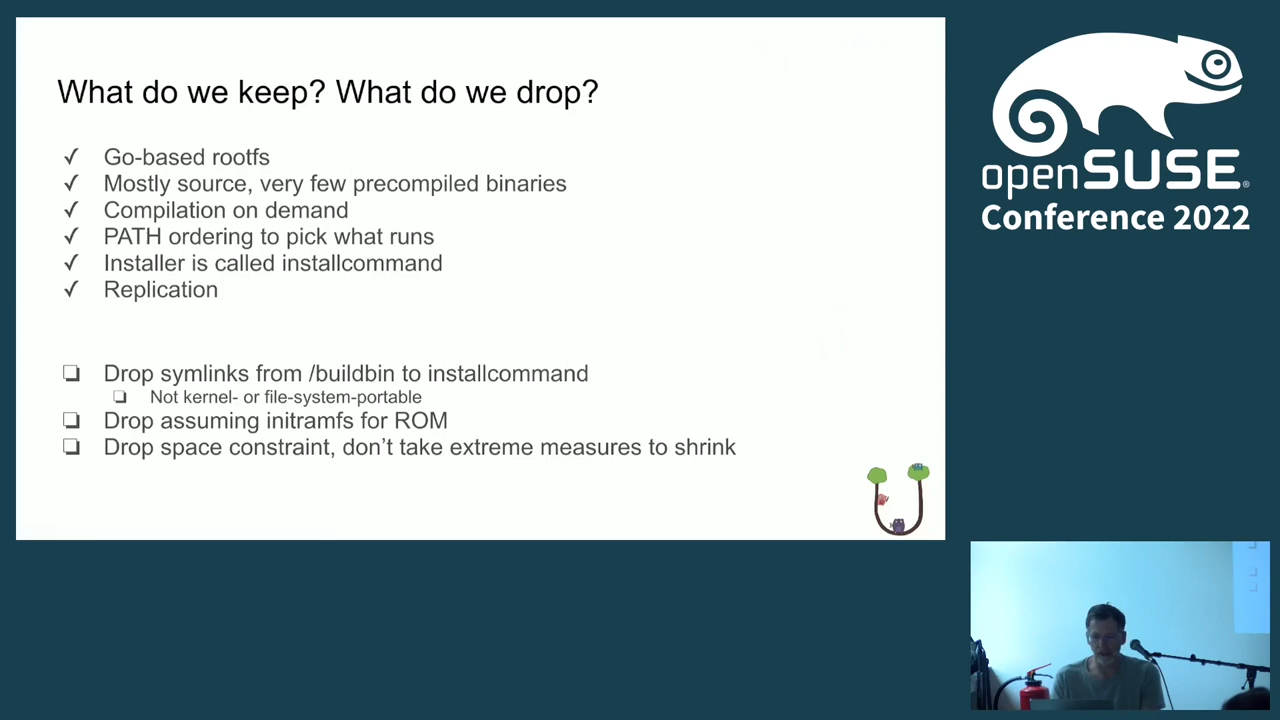 What do we keep? What do we drop?
✓ Go-based rootfs
✓ Mostly source, very few precompiled binaries
✓ Compilation on demand
✓ PATH ordering to pick what runs
✓ Installer is called installcommand
✓ Replication
❏ Drop symlinks from /buildbin to installcommand
❏ Not kernel- or file-system-portable
❏ Drop assuming initramfs for ROM
❏ Drop space constraint, don’t take extreme measures to shrink
openSUSE®
Conference 2022